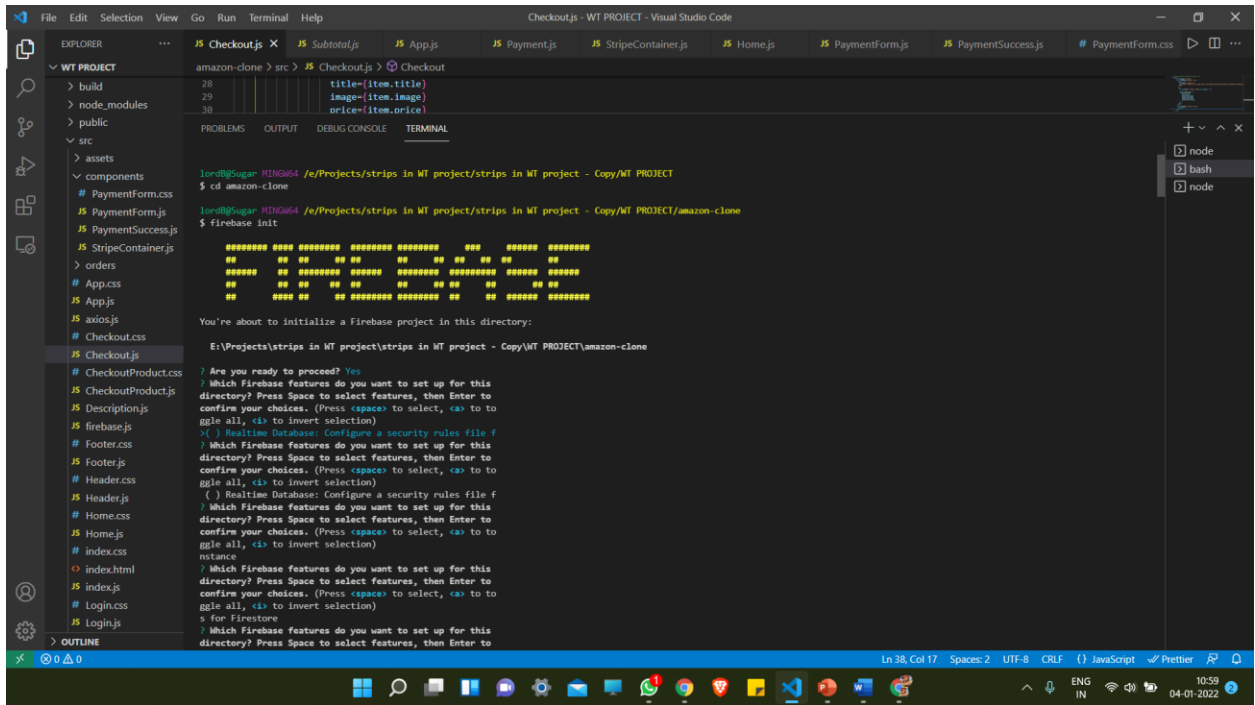 File Edit Selection View Go Run Terminal Help Checkout.js - WT PROJECT - Visual Studio Code
EXPLORER ···
JS Checkout.js × JS Subtotal.js JS App.js JS Payment.js JS StripeContainer.js JS Home.js JS PaymentForm.js JS PaymentSuccess.js # PaymentForm.css ···
WT PROJECT
> build
> node_modules
> public
src
> assets
components
# PaymentForm.css
JS PaymentForm.js
JS PaymentSuccess.js
JS StripeContainer.js
> orders
# App.css
JS App.js
JS axios.js
# Checkout.css
JS Checkout.js
# CheckoutProduct.css
JS CheckoutProduct.js
JS Description.js
JS firebase.js
# Footer.css
JS Footer.js
# Header.css
JS Header.js
# Home.css
JS Home.js
# index.css
<> index.html
JS index.js
# Login.css
JS Login.js
> OUTLINE
amazon-clone > src > JS Checkout.js > Checkout
28 title={item.title}
29 image={item.image}
30 price={item.price}
PROBLEMS OUTPUT DEBUG CONSOLE TERMINAL
lordB@Sugar MINGW64 /e/Projects/strips in WT project/strips in WT project - Copy/WT PROJECT
$ cd amazon-clone
lordB@Sugar MINGW64 /e/Projects/strips in WT project/strips in WT project - Copy/WT PROJECT/amazon-clone
$ firebase init
FIREBASE
You're about to initialize a Firebase project in this directory:
E:\Projects\strips in WT project\strips in WT project - Copy\WT PROJECT\amazon-clone
? Are you ready to proceed? Yes
? Which Firebase features do you want to set up for this
directory? Press Space to select features, then Enter to
confirm your choices. (Press <space> to select, <a> to to
ggle all, <i> to invert selection)
>( ) Realtime Database: Configure a security rules file f
? Which Firebase features do you want to set up for this
directory? Press Space to select features, then Enter to
confirm your choices. (Press <space> to select, <a> to to
ggle all, <i> to invert selection)
( ) Realtime Database: Configure a security rules file f
? Which Firebase features do you want to set up for this
directory? Press Space to select features, then Enter to
confirm your choices. (Press <space> to select, <a> to to
ggle all, <i> to invert selection)
nstance
? Which Firebase features do you want to set up for this
directory? Press Space to select features, then Enter to
confirm your choices. (Press <space> to select, <a> to to
ggle all, <i> to invert selection)
s for Firestore
? Which Firebase features do you want to set up for this
directory? Press Space to select features, then Enter to
node
bash
node
0 0 Ln 38, Col 17 Spaces: 2 UTF-8 CRLF {} JavaScript Prettier
ENG
IN
10:59
04-01-2022 2